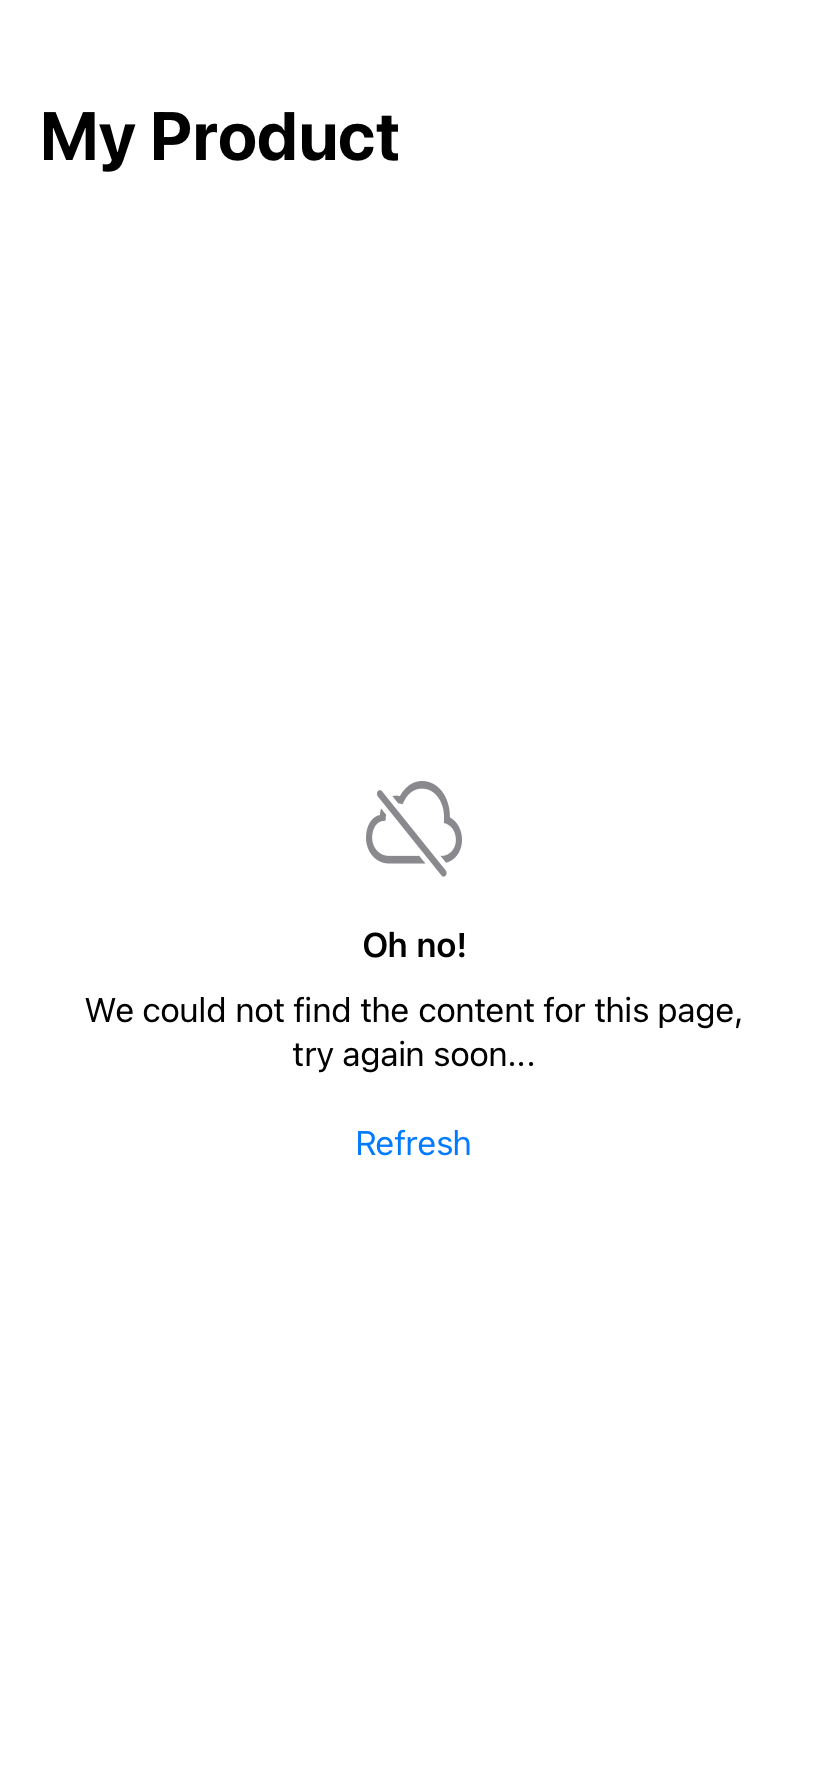 My Product
Oh no!
We could not find the content for this page,
try again soon...
Refresh